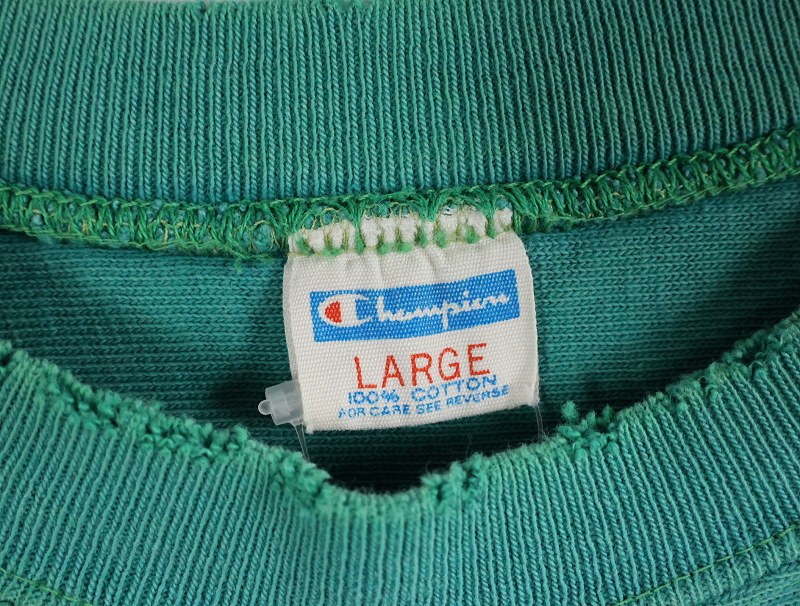 Champion
LARGE
100% COTTON
FOR CARE SEE REVERSE